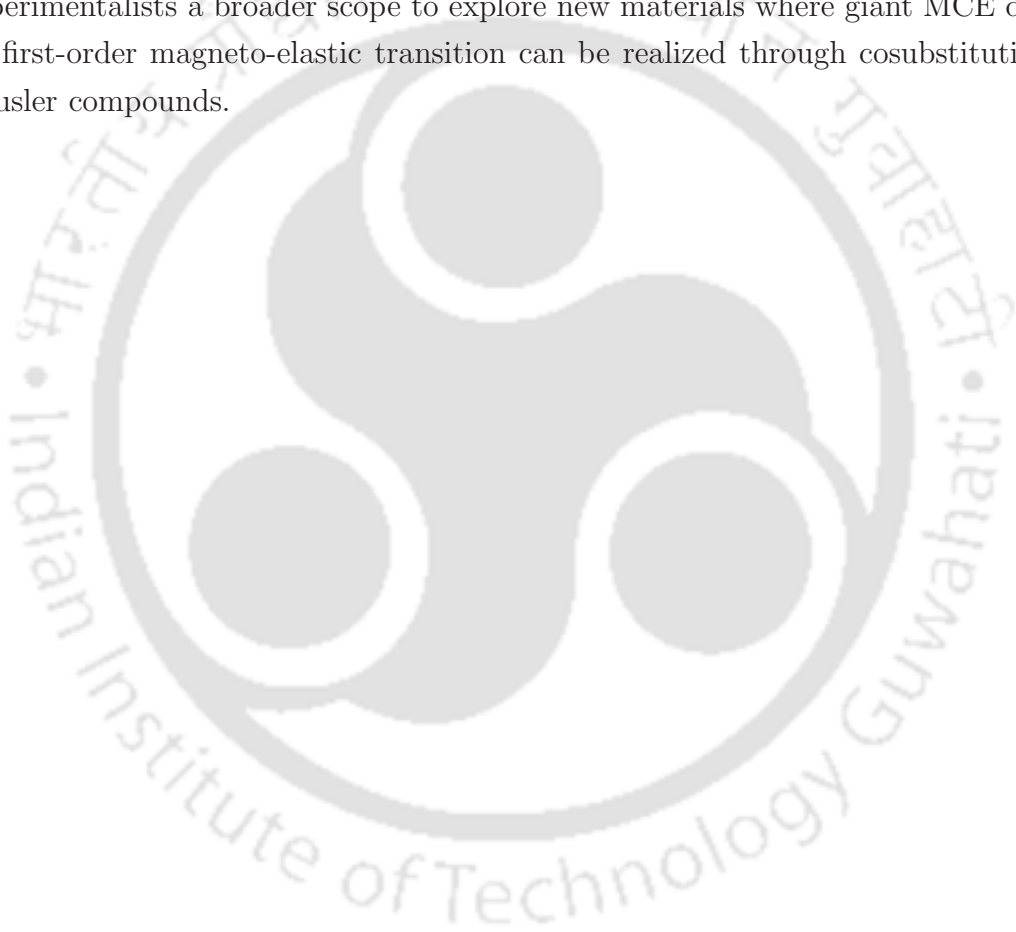 perimentalists a broader scope to explore new materials where giant MCE
first-order magneto-elastic transition can be realized through cosubstituti
usler compounds.
भारतीय प्रौद्योगिकी संस्थान गुवाहाटी
Indian Institute of Technology Guwahati